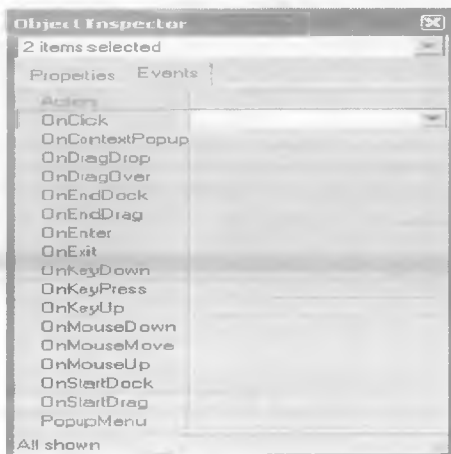 Object Inspector
2 items selected
Properties Events
Action
OnClick
OnContextPopup
OnDragDrop
OnDragOver
OnEndDock
OnEndDrag
OnEnter
OnExit
OnKeyDown
OnKeyPress
OnKeyUp
OnMouseDown
OnMouseMove
OnMouseUp
OnStartDock
OnStartDrag
PopupMenu
All shown